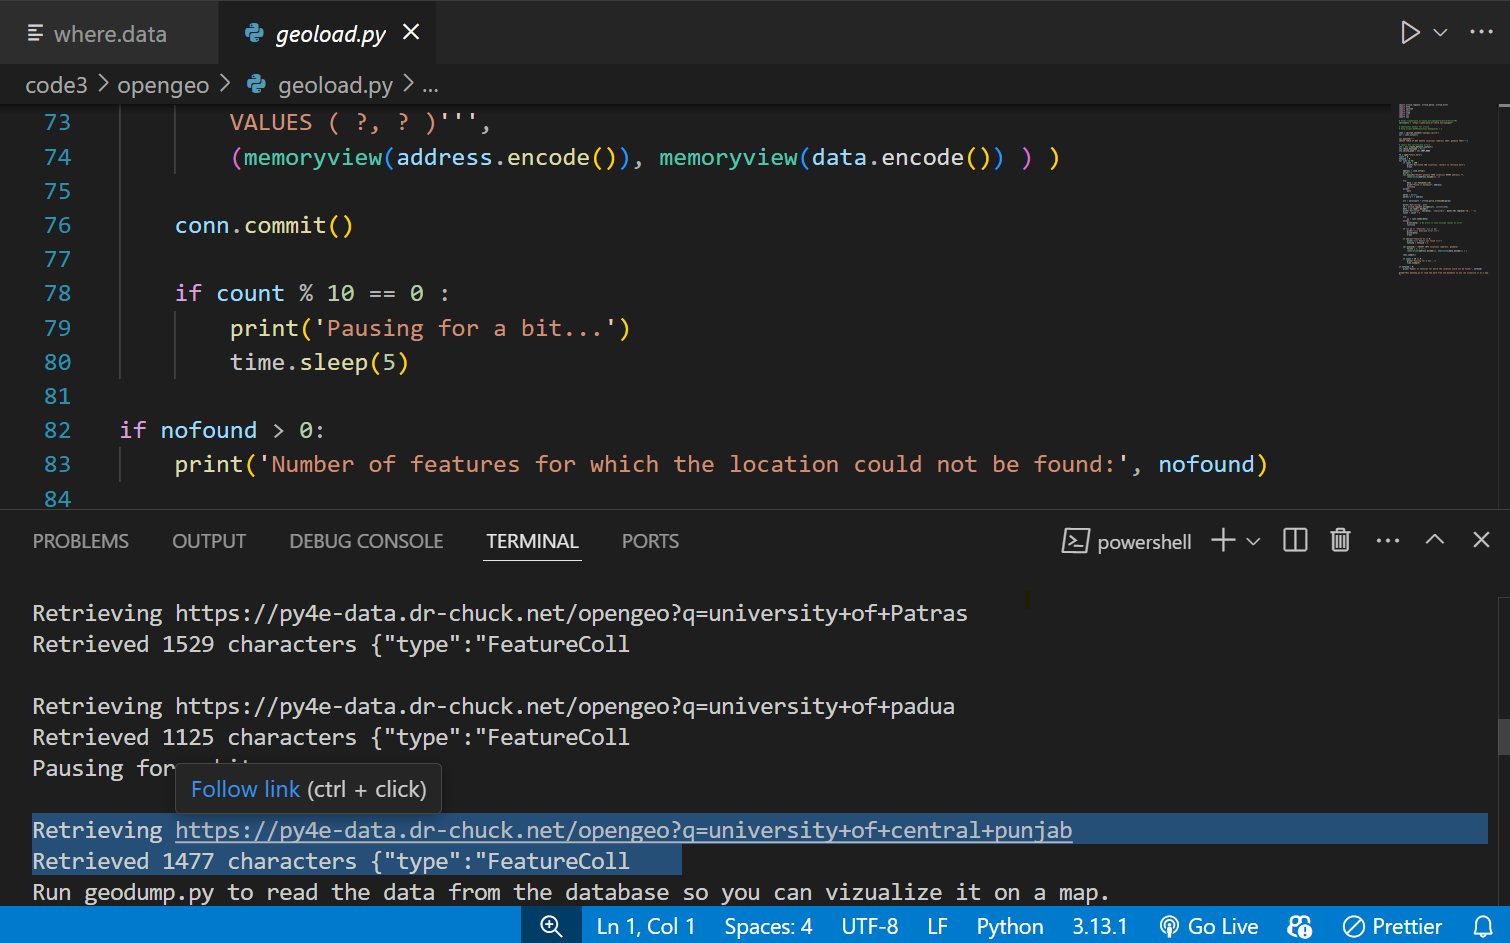 where.data
geoload.py
code3 > opengeo > geoload.py > ...
73 VALUES ( ?, ? )''',
74 (memoryview(address.encode()), memoryview(data.encode()) ) )
75
76 conn.commit()
77
78 if count % 10 == 0 :
79 print('Pausing for a bit...')
80 time.sleep(5)
81
82 if nofound > 0:
83 print('Number of features for which the location could not be found:', nofound)
84
PROBLEMS OUTPUT DEBUG CONSOLE TERMINAL PORTS powershell
Retrieving https://py4e-data.dr-chuck.net/opengeo?q=university+of+Patras
Retrieved 1529 characters {"type":"FeatureColl
Retrieving https://py4e-data.dr-chuck.net/opengeo?q=university+of+padua
Retrieved 1125 characters {"type":"FeatureColl
Pausing for
Follow link (ctrl + click)
Retrieving https://py4e-data.dr-chuck.net/opengeo?q=university+of+central+punjab
Retrieved 1477 characters {"type":"FeatureColl
Run geodump.py to read the data from the database so you can vizualize it on a map.
Ln 1, Col 1 Spaces: 4 UTF-8 LF Python 3.13.1 Go Live Prettier